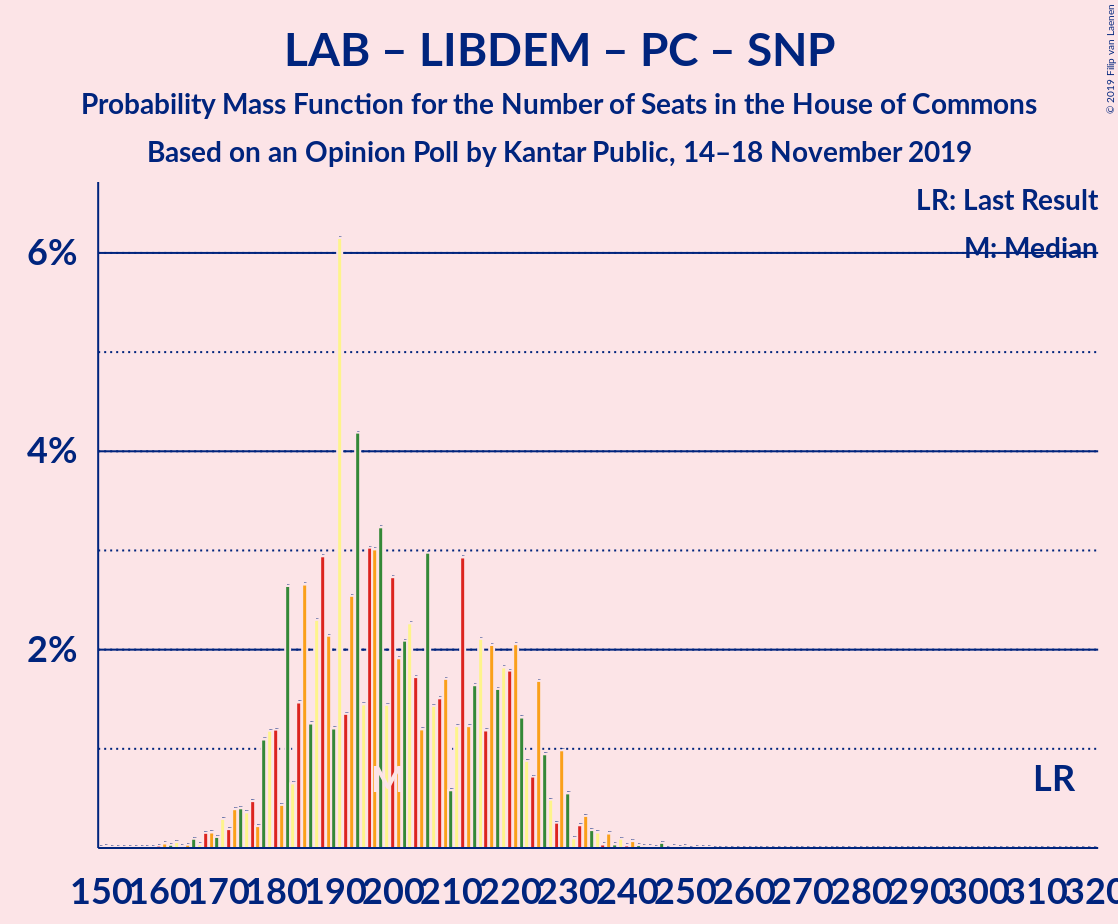 LAB – LIBDEM – PC – SNP
Probability Mass Function for the Number of Seats in the House of Commons
Based on an Opinion Poll by Kantar Public, 14–18 November 2019
© 2019 Filip van Laenen
LR: Last Result
M: Median
6%
4%
2%
M
LR
150 160 170 180 190 200 210 220 230 240 250 260 270 280 290 300 310 320